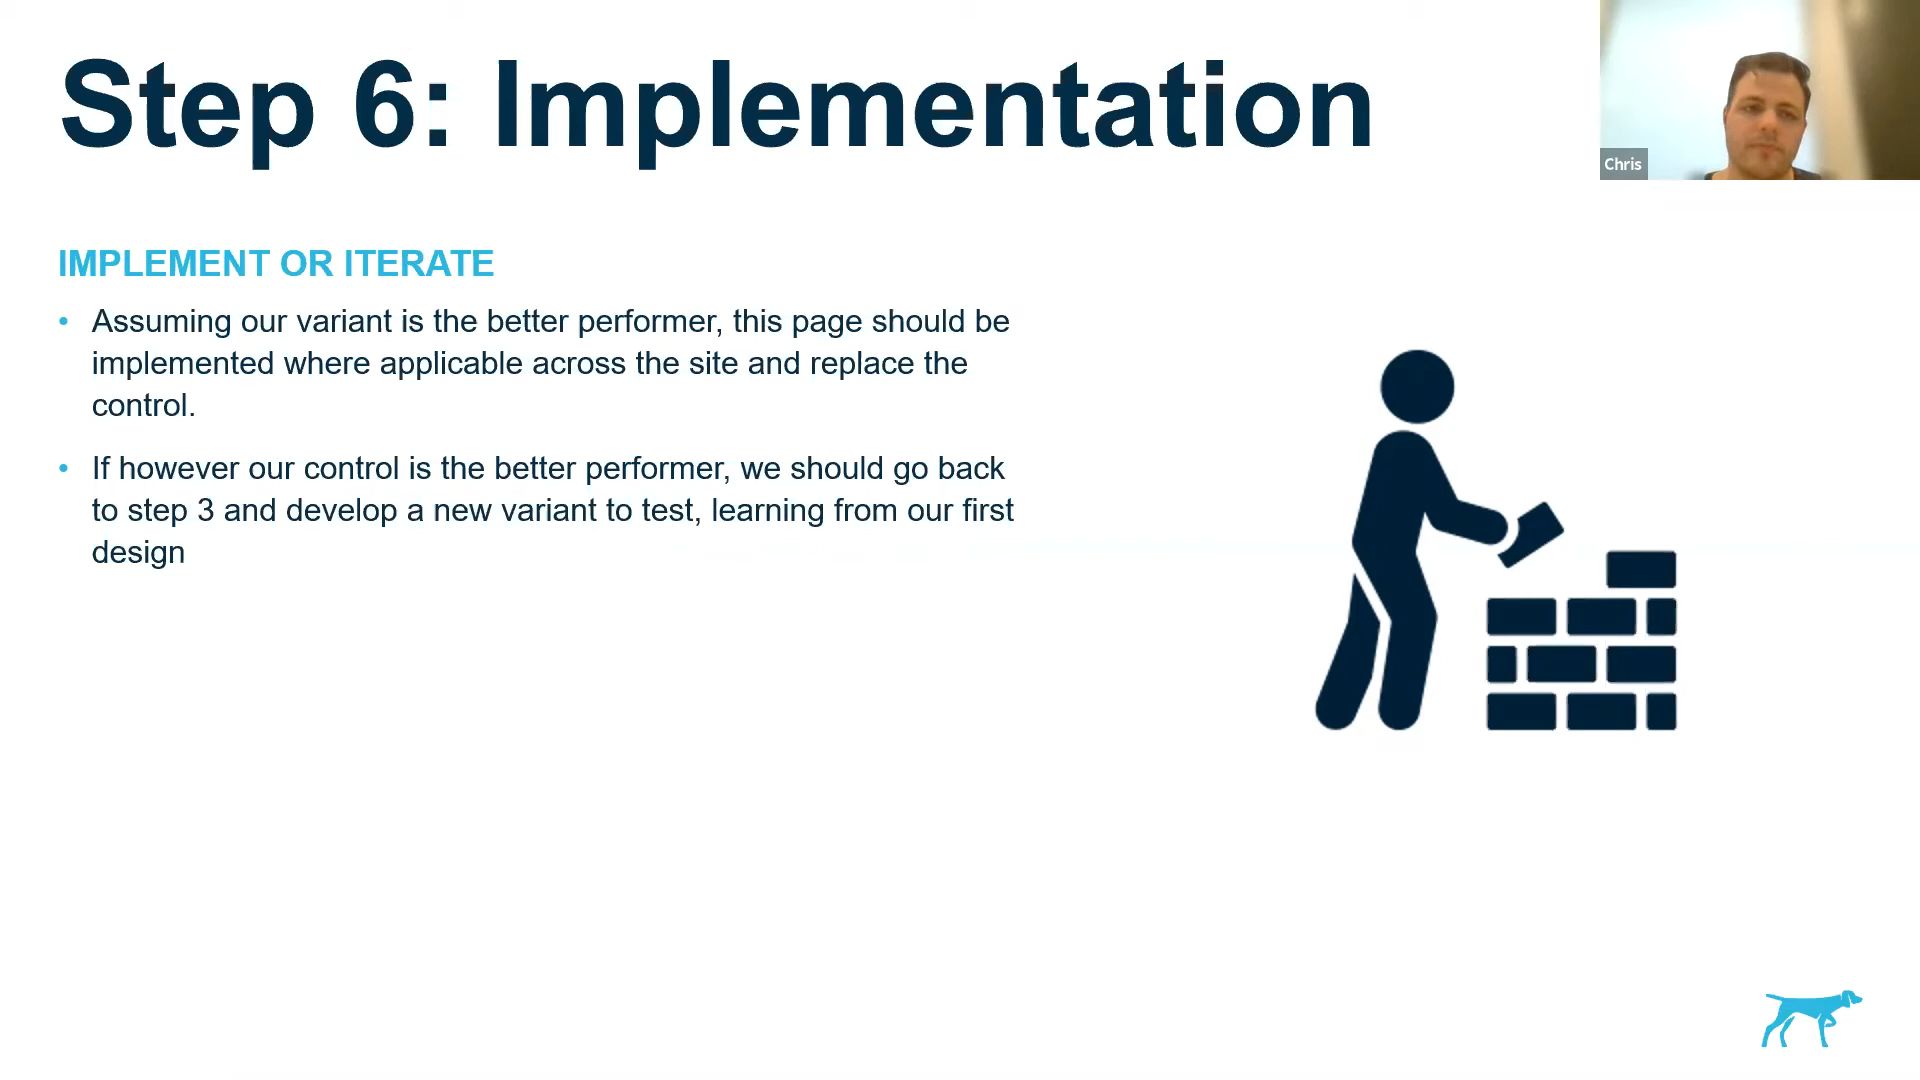 Step 6: Implementation
Chris
IMPLEMENT OR ITERATE
• Assuming our variant is the better performer, this page should be
implemented where applicable across the site and replace the
control.
• If however our control is the better performer, we should go back
to step 3 and develop a new variant to test, learning from our first
design